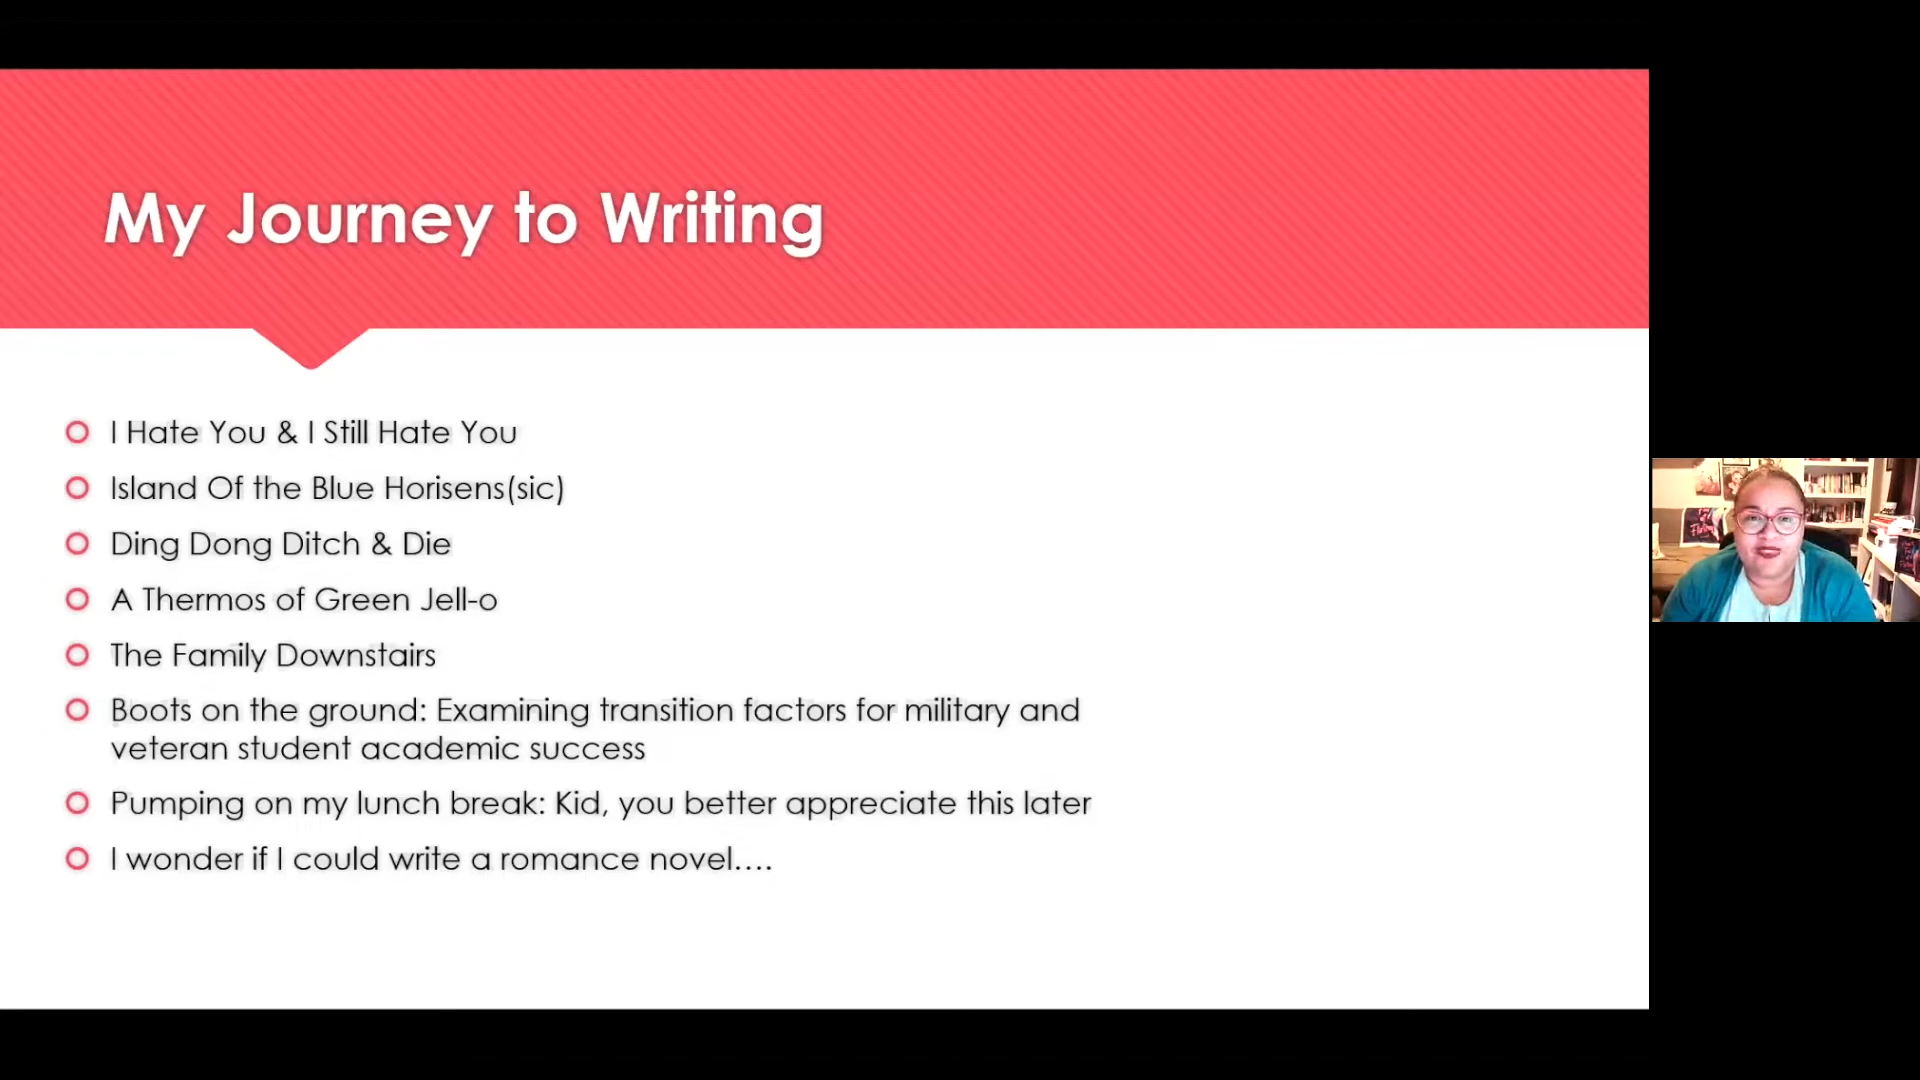 My Journey to Writing
I Hate You & I Still Hate You
Island Of the Blue Horisens(sic)
Ding Dong Ditch & Die
A Thermos of Green Jell-o
The Family Downstairs
Boots on the ground: Examining transition factors for military and
veteran student academic success
Pumping on my lunch break: Kid, you better appreciate this later
I wonder if I could write a romance novel....